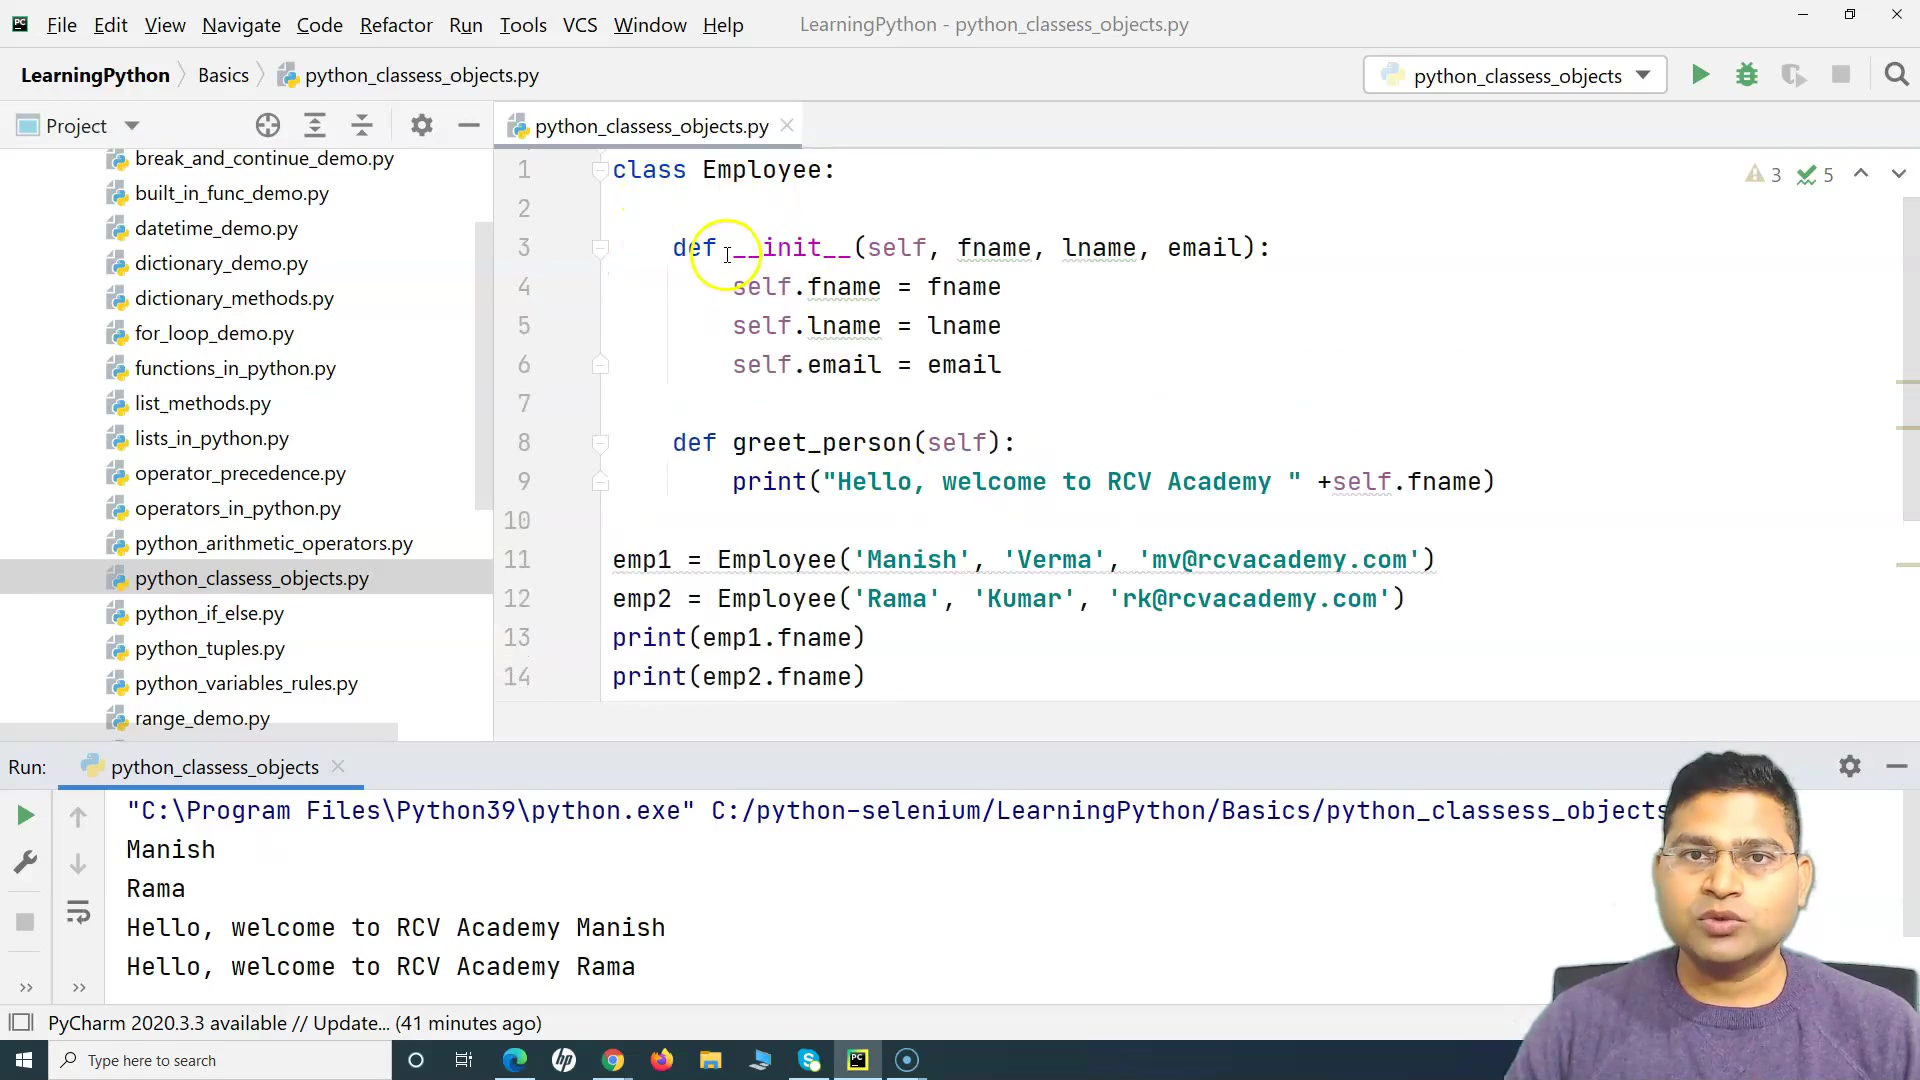 File Edit View Navigate Code Refactor Run Tools VCS Window Help LearningPython - python_classess_objects.py
LearningPython Basics python_classess_objects.py python_classess_objects
Project python_classess_objects.py
break_and_continue_demo.py
built_in_func_demo.py
datetime_demo.py
dictionary_demo.py
dictionary_methods.py
for_loop_demo.py
functions_in_python.py
list_methods.py
lists_in_python.py
operator_precedence.py
operators_in_python.py
python_arithmetic_operators.py
python_classess_objects.py
python_if_else.py
python_tuples.py
python_variables_rules.py
range_demo.py
1 class Employee:
3 5
2
3 def __init__(self, fname, lname, email):
4 self.fname = fname
5 self.lname = lname
6 self.email = email
7
8 def greet_person(self):
9 print("Hello, welcome to RCV Academy " +self.fname)
10
11 emp1 = Employee('Manish', 'Verma', 'mv@rcvacademy.com')
12 emp2 = Employee('Rama', 'Kumar', 'rk@rcvacademy.com')
13 print(emp1.fname)
14 print(emp2.fname)
Run: python_classess_objects
"C:\Program Files\Python39\python.exe" C:/python-selenium/LearningPython/Basics/python_classess_objects
Manish
Rama
Hello, welcome to RCV Academy Manish
Hello, welcome to RCV Academy Rama
PyCharm 2020.3.3 available // Update... (41 minutes ago)
Type here to search